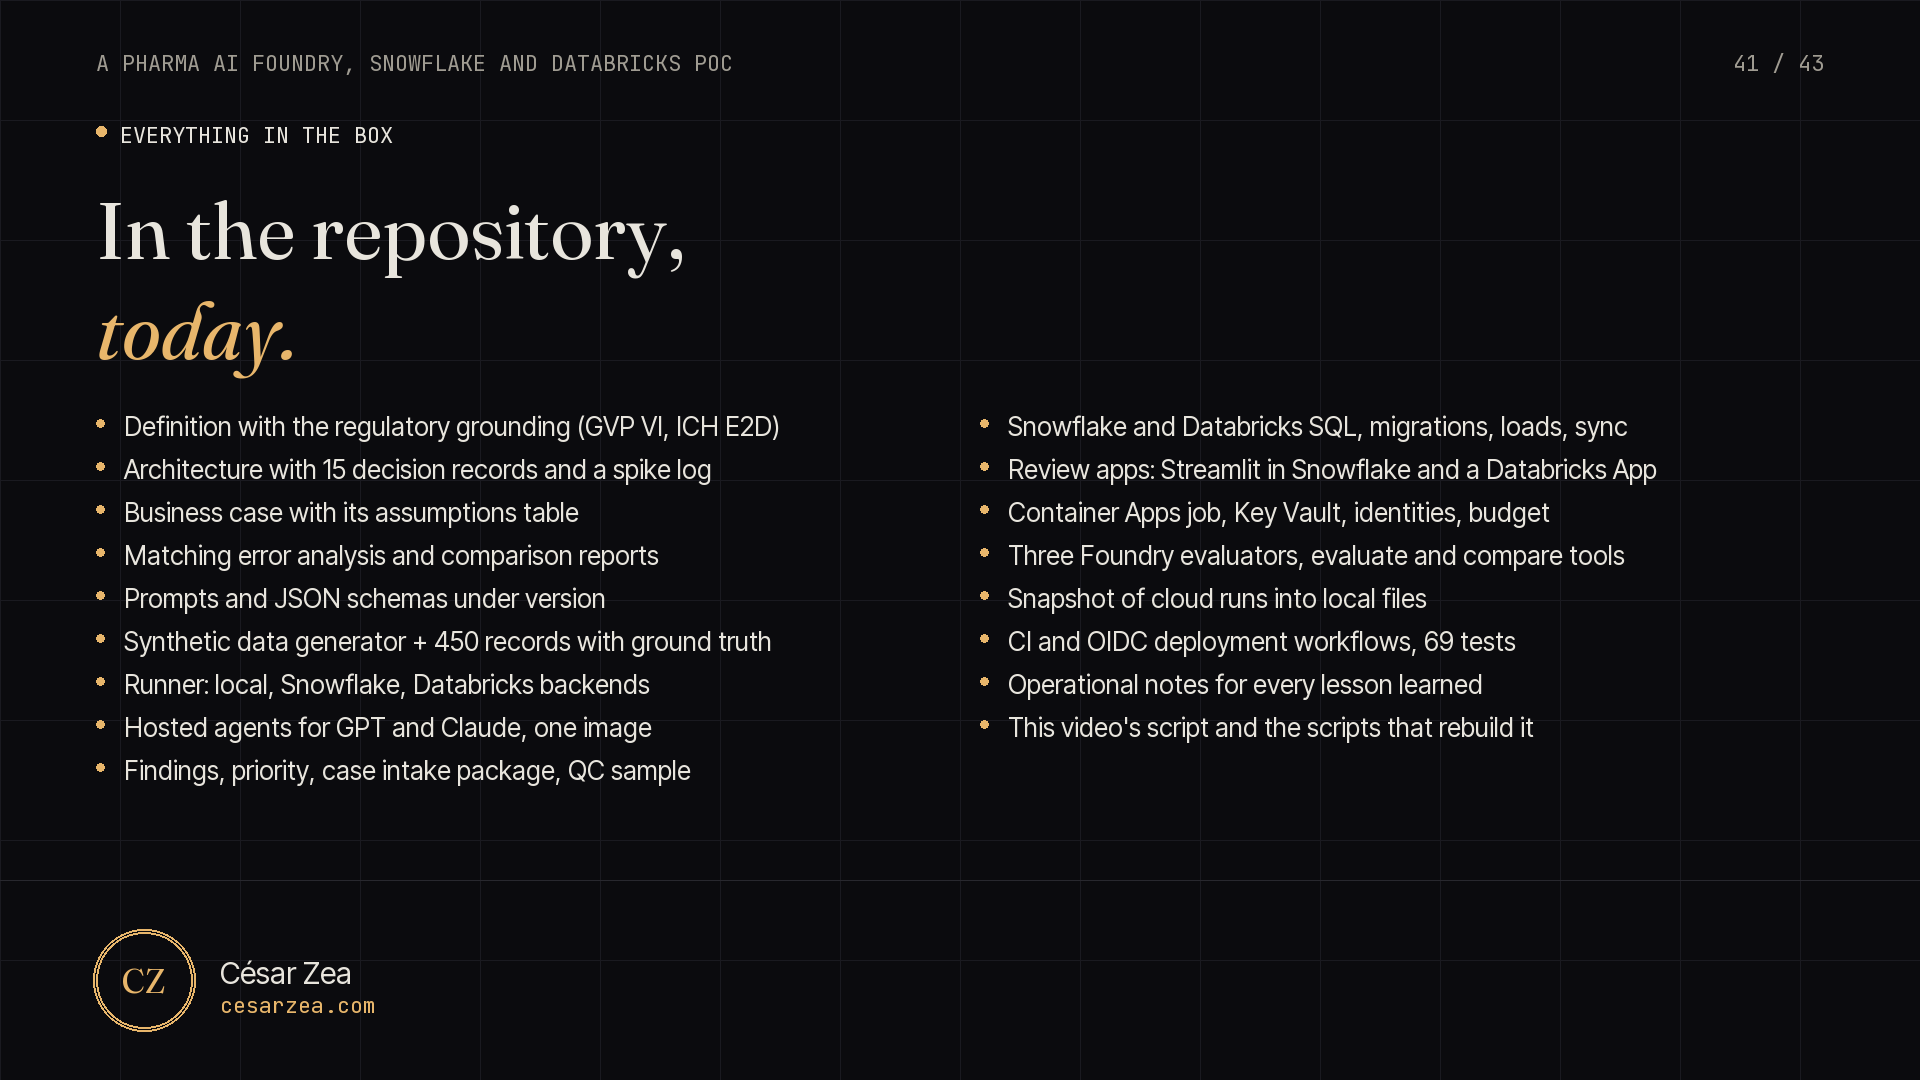 A PHARMA AI FOUNDRY, SNOWFLAKE AND DATABRICKS POC
41 / 43
EVERYTHING IN THE BOX
In the repository,
today.
Definition with the regulatory grounding (GVP VI, ICH E2D)
Architecture with 15 decision records and a spike log
Business case with its assumptions table
Matching error analysis and comparison reports
Prompts and JSON schemas under version
Synthetic data generator + 450 records with ground truth
Runner: local, Snowflake, Databricks backends
Hosted agents for GPT and Claude, one image
Findings, priority, case intake package, QC sample
Snowflake and Databricks SQL, migrations, loads, sync
Review apps: Streamlit in Snowflake and a Databricks App
Container Apps job, Key Vault, identities, budget
Three Foundry evaluators, evaluate and compare tools
Snapshot of cloud runs into local files
CI and OIDC deployment workflows, 69 tests
Operational notes for every lesson learned
This video's script and the scripts that rebuild it
CZ
César Zea
cesarzea.com